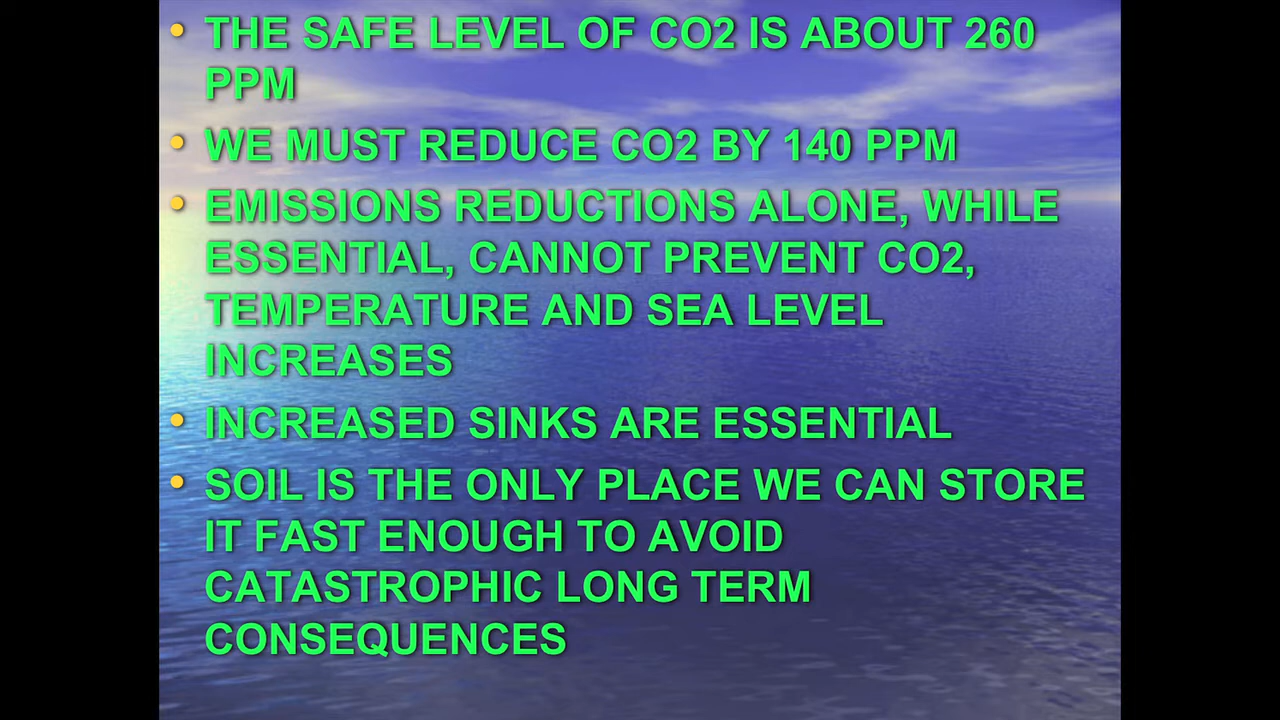 • THE SAFE LEVEL OF CO2 IS ABOUT 260
PPM
• WE MUST REDUCE CO2 BY 140 PPM
• EMISSIONS REDUCTIONS ALONE, WHILE
ESSENTIAL, CANNOT PREVENT CO2,
TEMPERATURE AND SEA LEVEL
INCREASES
• INCREASED SINKS ARE ESSENTIAL
• SOIL IS THE ONLY PLACE WE CAN STORE
IT FAST ENOUGH TO AVOID
CATASTROPHIC LONG TERM
CONSEQUENCES